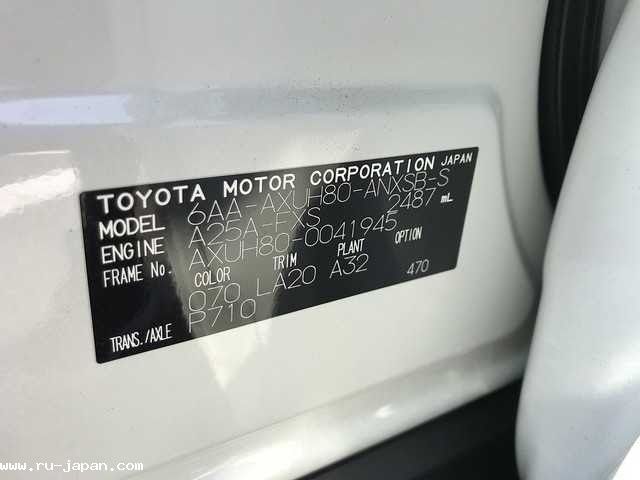 TOYOTA MOTOR CORPORATION JAPAN
MODEL 6AA-AXUH80-ANXSB-S
ENGINE A25A-FXS 2487 mL
FRAME No. AXUH80-0041945
COLOR TRIM PLANT OPTION
070 LA20 A32 470
TRANS./AXLE P710
www.ru-japan.com